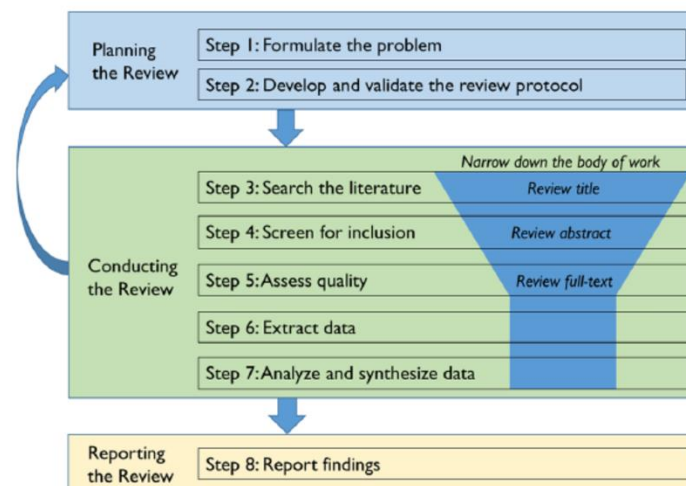 Planning
the Review
Step 1: Formulate the problem
Step 2: Develop and validate the review protocol
Narrow down the body of work
Step 3: Search the literature
Review title
Step 4: Screen for inclusion
Review abstract
Conducting
the Review
Step 5: Assess quality
Review full-text
Step 6: Extract data
Step 7: Analyze and synthesize data
Reporting
the Review
Step 8: Report findings